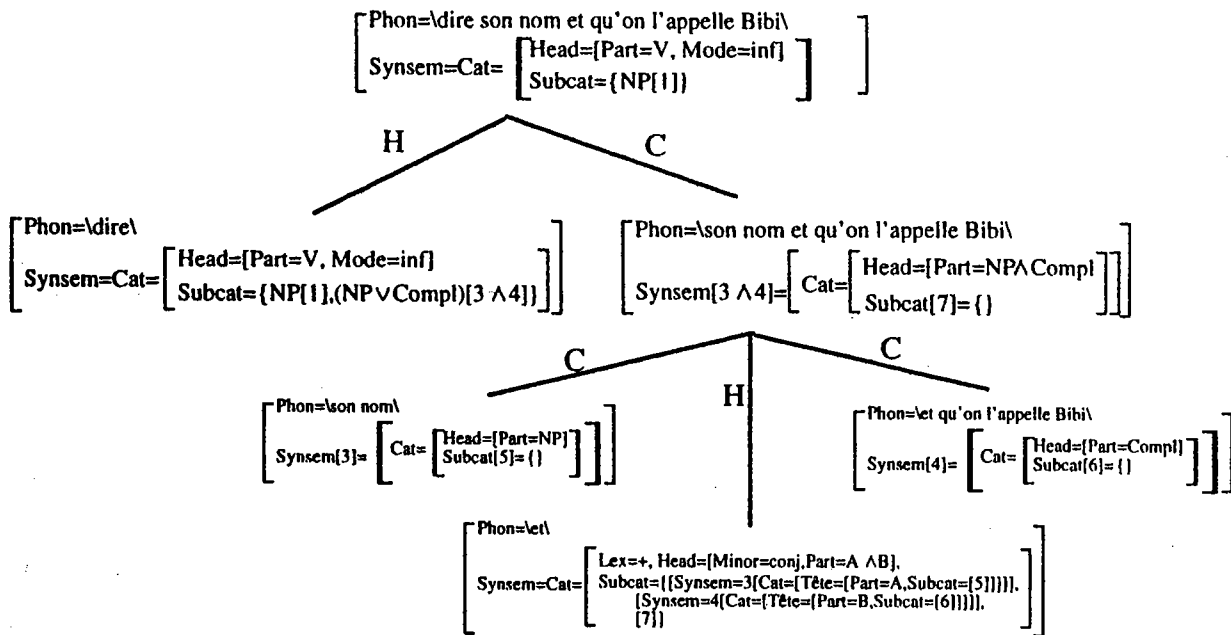 Phon=\dire son nom et qu'on l'appelle Bibi\
Synsem=Cat= Head=[Part=V, Mode=inf]
Subcat={NP[1]}
H
C
Phon=\dire\
Synsem=Cat= Head=[Part=V, Mode=inf]
Subcat={NP[1],(NP∨Compl)[3 ∧4]}
Phon=\son nom et qu'on l'appelle Bibi\
Synsem[3 ∧4]= Cat= Head=[Part=NP∧Compl
Subcat[7]={}
C
H
C
Phon=\son nom\
Synsem[3]= Cat= Head=[Part=NP]
Subcat[5]={}
Phon=\et qu'on l'appelle Bibi\
Synsem[4]= Cat= Head=[Part=Compl]
Subcat[6]={}
Phon=\et\
Synsem=Cat= Lex=+, Head=[Minor=conj,Part=A ∧B],
Subcat={[Synsem=3[Cat=[Tête=[Part=A,Subcat=[5]]]]],
[Synsem=4[Cat=[Tête=[Part=B,Subcat=[6]]]]],
[7]}